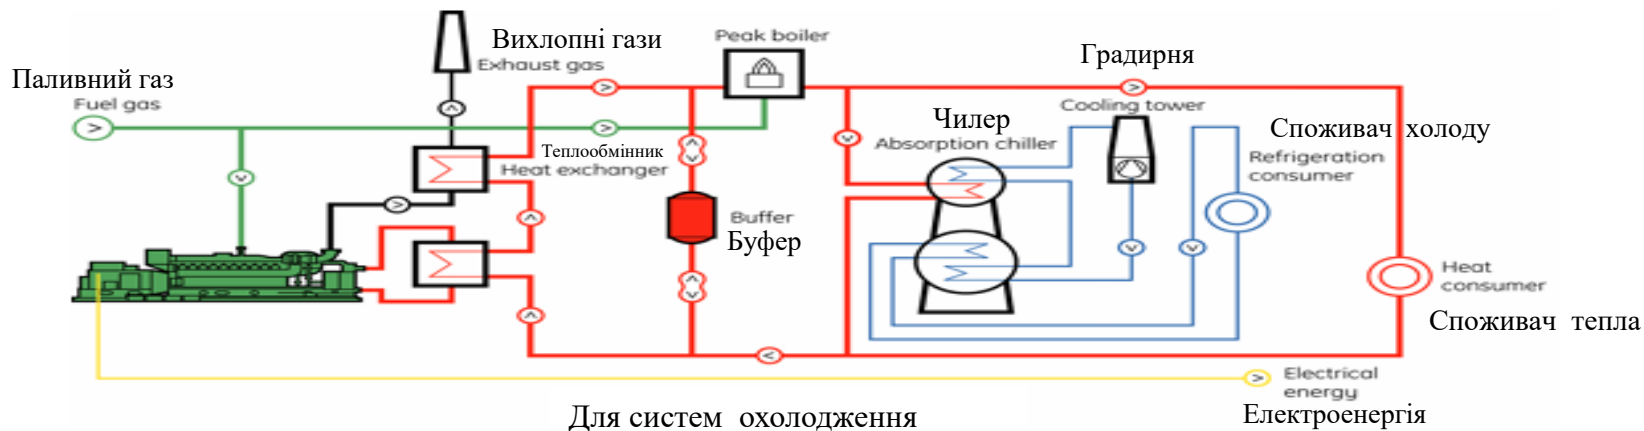 Паливний газ
Fuel gas
Вихлопні гази
Exhaust gas
Peak boiler
Градирня
Cooling tower
Чилер
Absorption chiller
Споживач холоду
Refrigeration
consumer
Теплообмінник
Heat exchanger
Buffer
Буфер
Heat
consumer
Споживач тепла
Electrical
energy
Електроенергія
Для систем охолодження